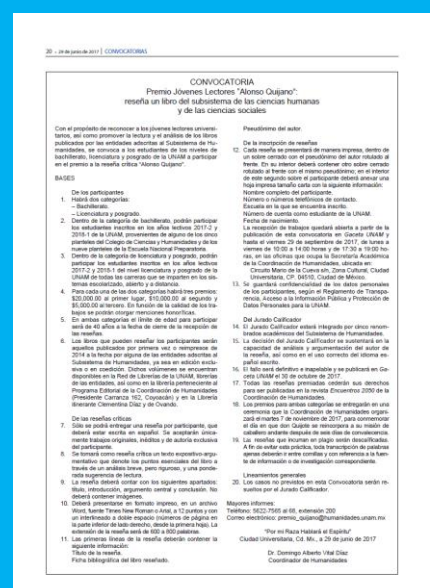 20 – 29 de junio de 2017 | CONVOCATORIAS
CONVOCATORIA
Premio Jóvenes Lectores "Alonso Quijano":
reseña un libro del subsistema de las ciencias humanas
y de las ciencias sociales
Con el propósito de reconocer a los jóvenes lectores universi-
tarios, así como promover la lectura y el análisis de los libros
publicados por las entidades adscritas al Subsistema de Hu-
manidades, se convoca a los estudiantes de los niveles de
bachillerato, licenciatura y posgrado de la UNAM a participar
en el premio a la reseña crítica "Alonso Quijano".
BASES
De los participantes
1. Habrá dos categorías:
– Bachillerato.
– Licenciatura y posgrado.
2. Dentro de la categoría de bachillerato, podrán participar
los estudiantes inscritos en los años lectivos 2017-2 y
2018-1 de la UNAM, provenientes de alguno de los cinco
planteles del Colegio de Ciencias y Humanidades y de los
nueve planteles de la Escuela Nacional Preparatoria.
3. Dentro de la categoría de licenciatura y posgrado, podrán
participar los estudiantes inscritos en los años lectivos
2017-2 y 2018-1 del nivel licenciatura y posgrado de la
UNAM de todas las carreras que se imparten en los sis-
temas escolarizado, abierto y a distancia.
4. Para cada una de las dos categorías habrá tres premios:
$20,000.00 al primer lugar, $10,000.00 al segundo y
$5,000.00 al tercero. En función de la calidad de los tra-
bajos se podrán otorgar menciones honoríficas.
5. En ambas categorías el límite de edad para participar
será de 40 años a la fecha de cierre de la recepción de
las reseñas.
6. Los libros que pueden reseñar los participantes serán
aquellos publicados por primera vez o reimpresos de
2014 a la fecha por alguna de las entidades adscritas al
Subsistema de Humanidades, ya sea en edición exclu-
siva o en coedición. Dichos volúmenes se encuentran
disponibles en la Red de Librerías de la UNAM, librerías
de las entidades, así como en la librería perteneciente al
Programa Editorial de la Coordinación de Humanidades
(Presidente Carranza 162, Coyoacán) y en la Librería
Itinerante Clementina Díaz y de Ovando.
De las reseñas críticas
7. Sólo se podrá entregar una reseña por participante, que
deberá estar escrita en español. Se aceptarán única-
mente trabajos originales, inéditos y de autoría exclusiva
del participante.
8. Se tomará como reseña crítica un texto expositivo-argu-
mentativo que denote los puntos esenciales del libro a
través de un análisis breve, pero riguroso, y una ponde-
rada sugerencia de lectura.
9. La reseña deberá contar con los siguientes apartados:
título, introducción, argumento central y conclusión. No
deberá contener imágenes.
10. Deberá presentarse en formato impreso, en un archivo
Word, fuente Times New Roman o Arial, a 12 puntos y con
un interlineado a doble espacio (números de página en
la parte inferior de lado derecho, desde la primera hoja). La
extensión de la reseña será de 600 a 800 palabras.
11. Las primeras líneas de la reseña deberán contener la
siguiente información:
Título de la reseña.
Ficha bibliográfica del libro reseñado.
Pseudónimo del autor.
De la inscripción de reseñas
12. Cada reseña se presentará de manera impresa, dentro de
un sobre cerrado con el pseudónimo del autor rotulado al
frente. En su interior deberá contener otro sobre cerrado
rotulado al frente con el mismo pseudónimo; en el interior
de este segundo sobre el participante deberá anexar una
hoja impresa tamaño carta con la siguiente información:
Nombre completo del participante.
Número o números telefónicos de contacto.
Escuela en la que se encuentra inscrito.
Número de cuenta como estudiante de la UNAM.
Fecha de nacimiento.
La recepción de trabajos quedará abierta a partir de la
publicación de esta convocatoria en Gaceta UNAM y
hasta el viernes 29 de septiembre de 2017, de lunes a
viernes de 10:00 a 14:00 horas y de 17:30 a 19:00 ho-
ras, en las oficinas que ocupa la Secretaría Académica
de la Coordinación de Humanidades, ubicada en:
Circuito Mario de la Cueva s/n, Zona Cultural, Ciudad
Universitaria, CP. 04510, Ciudad de México.
13. Se guardará confidencialidad de los datos personales
de los participantes, según el Reglamento de Transpa-
rencia, Acceso a la Información Pública y Protección de
Datos Personales para la UNAM.
Del Jurado Calificador
14. El Jurado Calificador estará integrado por cinco renom-
brados académicos del Subsistema de Humanidades.
15. La decisión del Jurado Calificador se sustentará en la
capacidad de análisis y argumentación del autor de
la reseña, así como en el uso correcto del idioma es-
pañol escrito.
16. El fallo será definitivo e inapelable y se publicará en Ga-
ceta UNAM el 30 de octubre de 2017.
17. Todas las reseñas premiadas cederán sus derechos
para ser publicadas en la revista Encuentros 2050 de la
Coordinación de Humanidades.
18. Los premios para ambas categorías se entregarán en una
ceremonia que la Coordinación de Humanidades organi-
zará el martes 7 de noviembre de 2017, para conmemorar
el día en que don Quijote se reincorpora a su misión de
caballero andante después de seis días de convalecencia.
19. Las reseñas que incurran en plagio serán descalificadas.
A fin de evitar esta práctica, toda transcripción de palabras
ajenas deberán ir entre comillas y con referencia a la fuen-
te de información o de investigación correspondiente.
Lineamientos generales
20. Los casos no previstos en esta Convocatoria serán re-
sueltos por el Jurado Calificador.
Mayores informes:
Teléfono: 5622-7565 al 68, extensión 200
Correo electrónico: premio_quijano@humanidades.unam.mx
"Por mi Raza Hablará el Espíritu"
Ciudad Universitaria, Cd. Mx., a 29 de junio de 2017
Dr. Domingo Alberto Vital Díaz
Coordinador de Humanidades